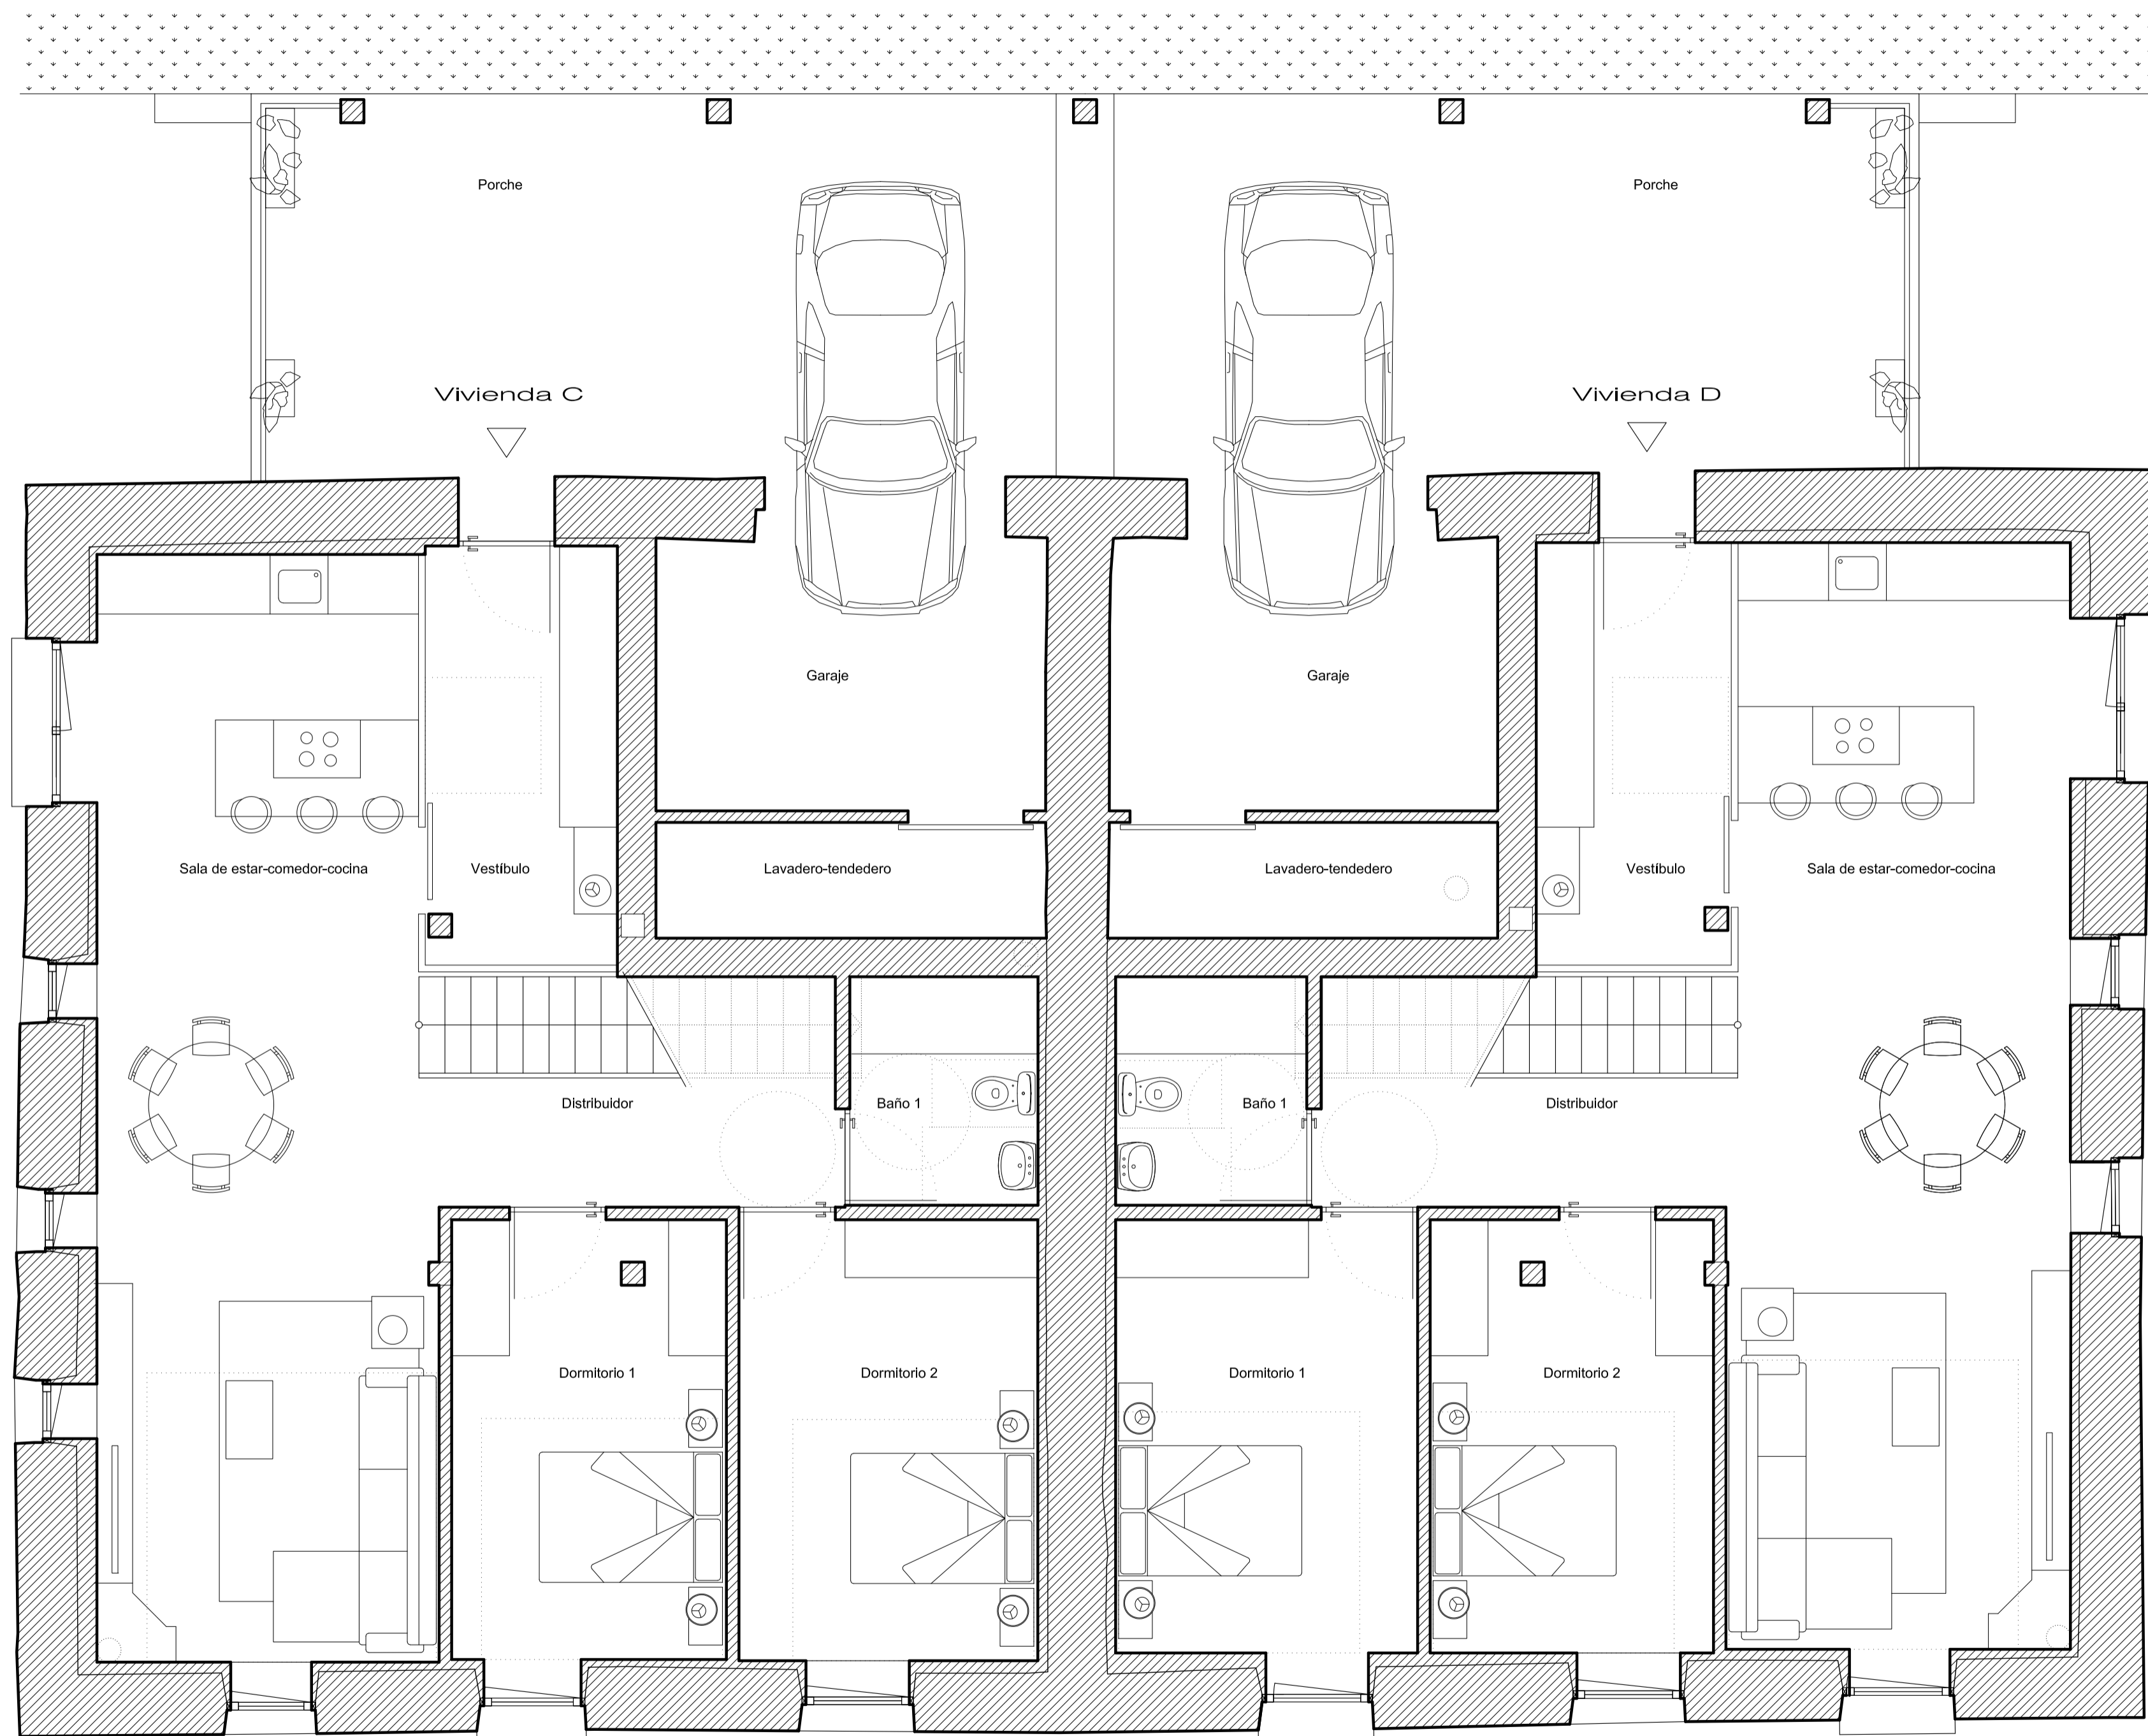 Porche
Porche
Vivienda C
Vivienda D
Garaje
Garaje
Sala de estar-comedor-cocina
Vestíbulo
Lavadero-tendedero
Lavadero-tendedero
Vestíbulo
Sala de estar-comedor-cocina
Distribuidor
Baño 1
Baño 1
Distribuidor
Dormitorio 1
Dormitorio 2
Dormitorio 1
Dormitorio 2